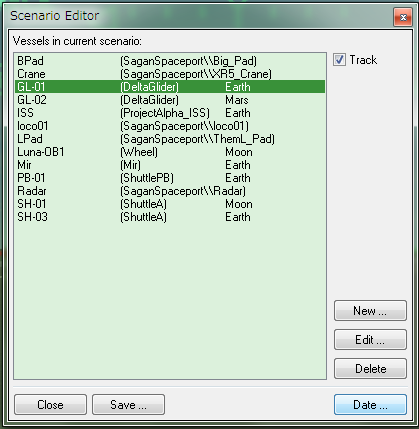 Scenario Editor
Vessels in current scenario:
BPad (SaganSpaceport\\Big_Pad)
Crane (SaganSpaceport\\XR5_Crane)
GL-01 (DeltaGlider) Earth
GL-02 (DeltaGlider) Mars
ISS (ProjectAlpha_ISS) Earth
loco01 (SaganSpaceport\\loco01)
LPad (SaganSpaceport\\ThemL_Pad)
Luna-OB1 (Wheel) Moon
Mir (Mir) Earth
PB-01 (ShuttlePB) Earth
Radar (SaganSpaceport\\Radar)
SH-01 (ShuttleA) Moon
SH-03 (ShuttleA) Earth
Track
New ...
Edit ...
Delete
Close Save ... Date ...